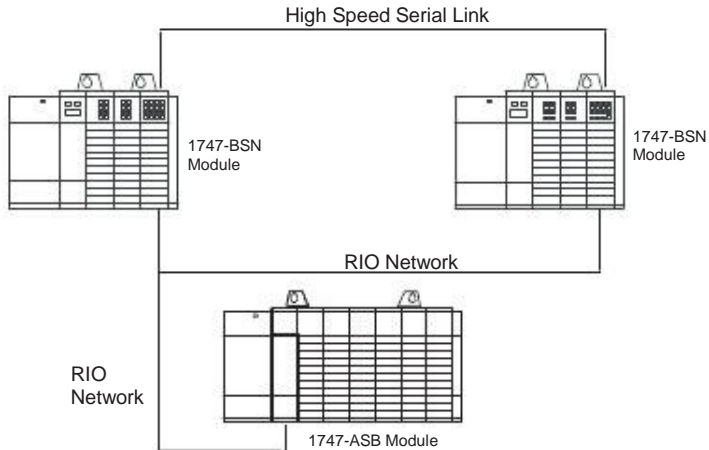 High Speed Serial Link
1747-BSN
Module
1747-BSN
Module
RIO Network
RIO
Network
1747-ASB Module